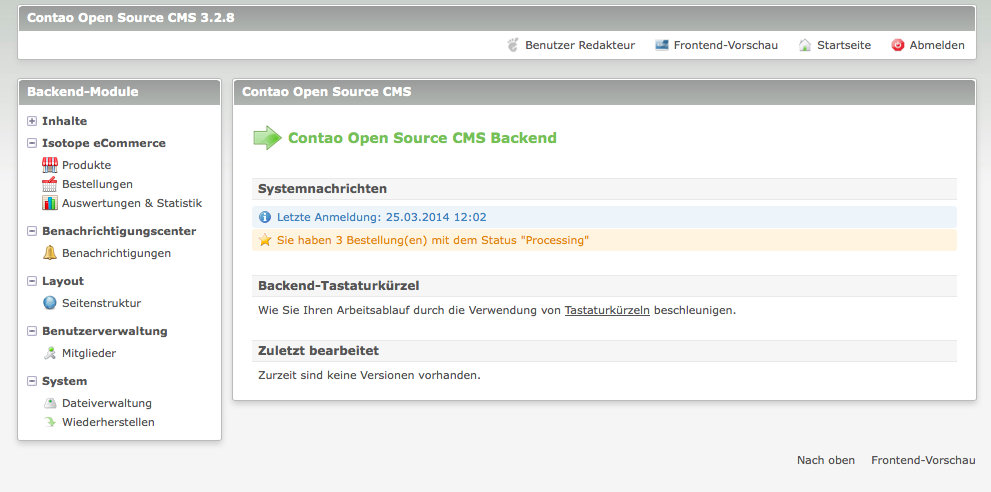 Contao Open Source CMS 3.2.8
Benutzer Redakteur Frontend-Vorschau Startseite Abmelden
Backend-Module
Inhalte
Isotope eCommerce
Produkte
Bestellungen
Auswertungen & Statistik
Benachrichtigungscenter
Benachrichtigungen
Layout
Seitenstruktur
Benutzerverwaltung
Mitglieder
System
Dateiverwaltung
Wiederherstellen
Contao Open Source CMS
Contao Open Source CMS Backend
Systemnachrichten
Letzte Anmeldung: 25.03.2014 12:02
Sie haben 3 Bestellung(en) mit dem Status "Processing"
Backend-Tastaturkürzel
Wie Sie Ihren Arbeitsablauf durch die Verwendung von Tastaturkürzeln beschleunigen.
Zuletzt bearbeitet
Zurzeit sind keine Versionen vorhanden.
Nach oben Frontend-Vorschau